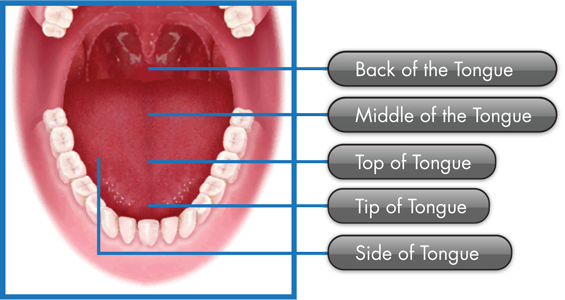 Back of the Tongue
Middle of the Tongue
Top of Tongue
Tip of Tongue
Side of Tongue